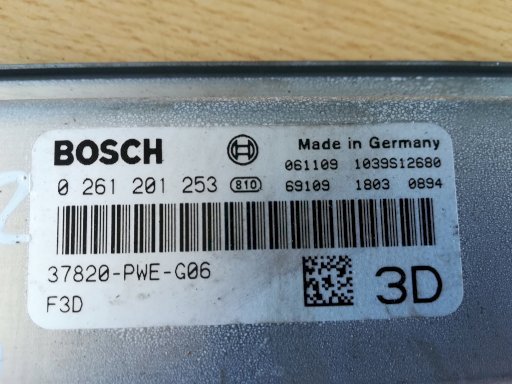 BOSCH
Made in Germany
061109 1039S12680
0 261 201 253 810
69109 1803 0894
37820-PWE-G06
F3D
3D